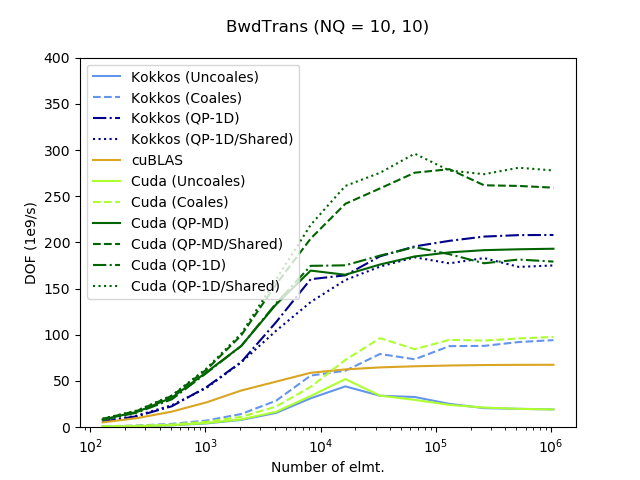 BwdTrans (NQ = 10, 10)
DOF (1e9/s)
400
350
300
250
200
150
100
50
0
Kokkos (Uncoales)
Kokkos (Coales)
Kokkos (QP-1D)
Kokkos (QP-1D/Shared)
cuBLAS
Cuda (Uncoales)
Cuda (Coales)
Cuda (QP-MD)
Cuda (QP-MD/Shared)
Cuda (QP-1D)
Cuda (QP-1D/Shared)
10² 10³ 10⁴ 10⁵ 10⁶
Number of elmt.